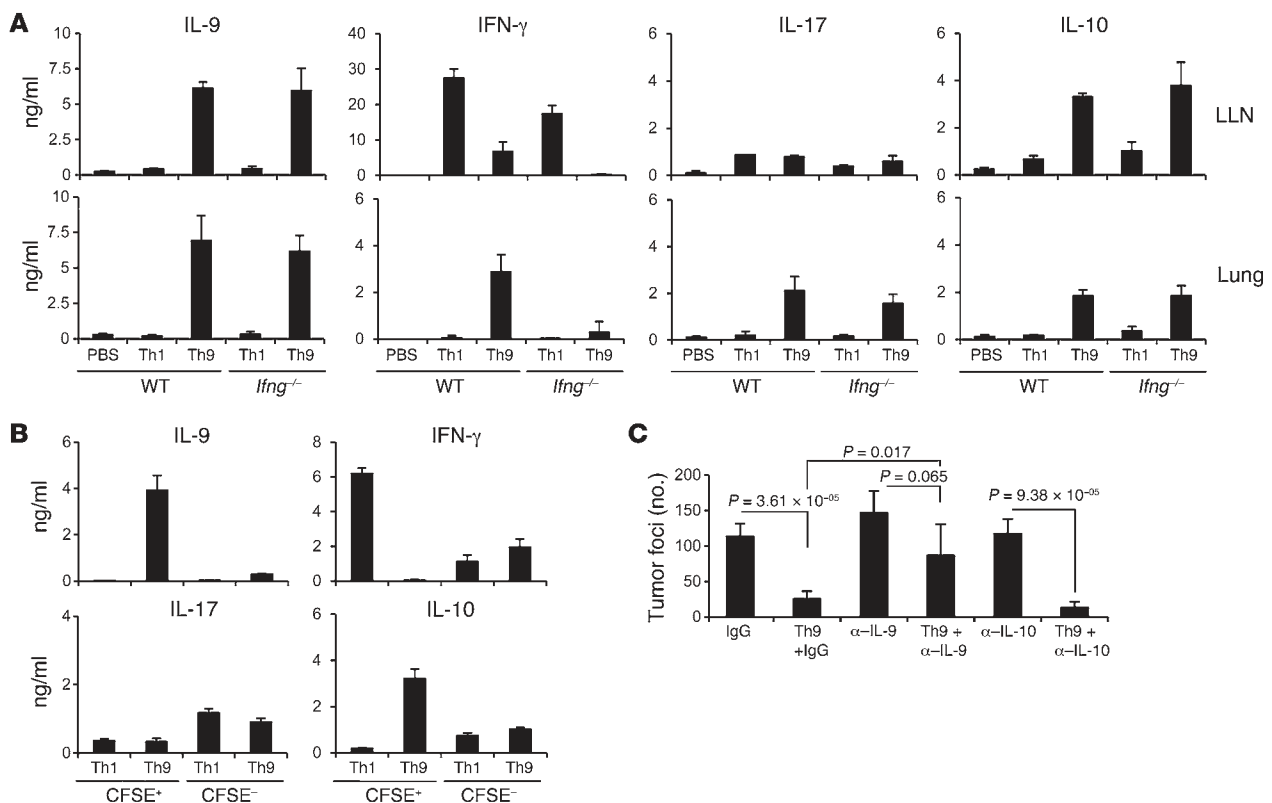 A
IL-9
IFN-γ
IL-17
IL-10
ng/ml
10
7.5
5
2.5
0
40
30
20
10
0
6
4
2
0
6
4
2
0
LLN
ng/ml
10
7.5
5
2.5
0
6
4
2
0
6
4
2
0
6
4
2
0
Lung
PBS Th1 Th9 Th1 Th9
WT Ifng⁻/⁻
PBS Th1 Th9 Th1 Th9
WT Ifng⁻/⁻
PBS Th1 Th9 Th1 Th9
WT Ifng⁻/⁻
PBS Th1 Th9 Th1 Th9
WT Ifng⁻/⁻
B
IL-9
IFN-γ
ng/ml
6
4
2
0
8
6
4
2
0
IL-17
IL-10
ng/ml
4
2
0
6
4
2
0
Th1 Th9 Th1 Th9
CFSE⁺ CFSE⁻
Th1 Th9 Th1 Th9
CFSE⁺ CFSE⁻
C
Tumor foci (no.)
200
150
100
50
0
P = 3.61 × 10⁻⁰⁵
P = 0.017
P = 0.065
P = 9.38 × 10⁻⁰⁵
IgG
Th9
+IgG
α–IL-9
Th9 +
α–IL-9
α–IL-10
Th9 +
α–IL-10